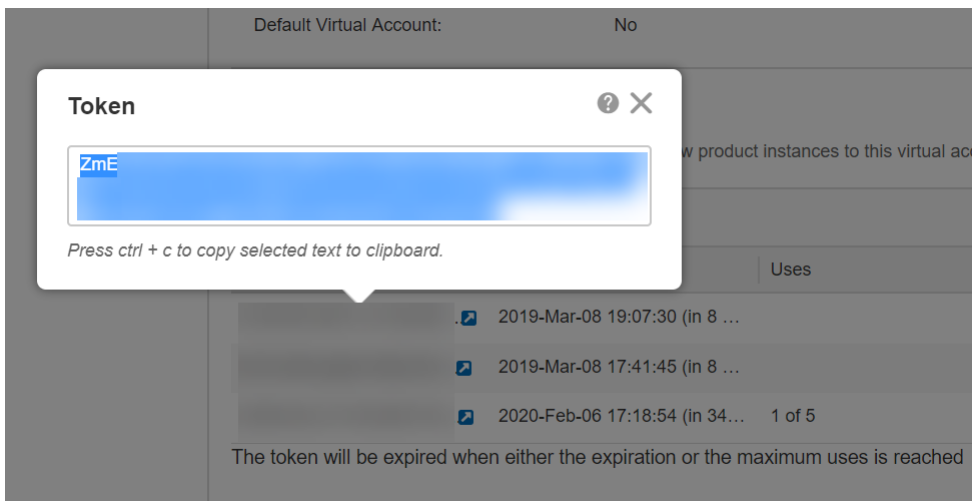 Default Virtual Account: No
Token
ZmE
w product instances to this virtual acc
Press ctrl + c to copy selected text to clipboard.
Uses
2019-Mar-08 19:07:30 (in 8 …
2019-Mar-08 17:41:45 (in 8 …
2020-Feb-06 17:18:54 (in 34… 1 of 5
The token will be expired when either the expiration or the maximum uses is reached